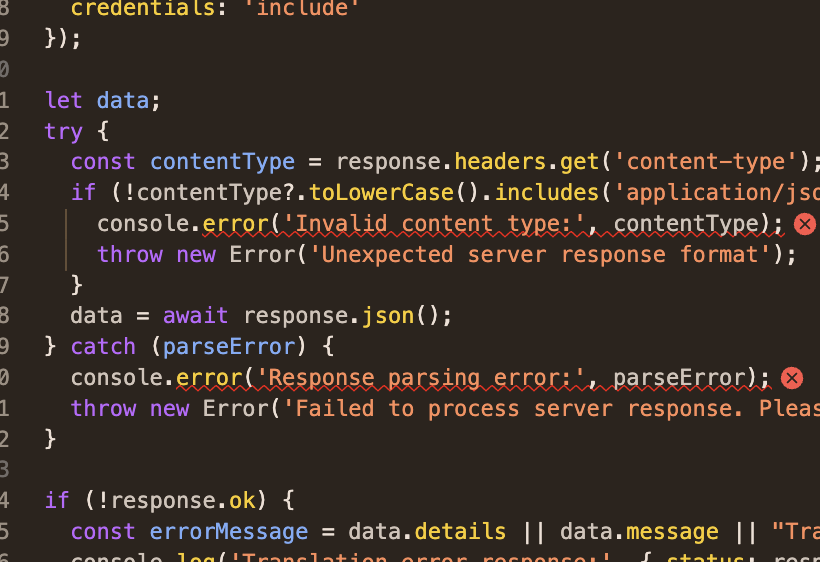 8 credentials: 'include'
9 });
0
1 let data;
2 try {
3 const contentType = response.headers.get('content-type');
4 if (!contentType?.toLowerCase().includes('application/jso
5 console.error('Invalid content type:', contentType);
6 throw new Error('Unexpected server response format');
7 }
8 data = await response.json();
9 } catch (parseError) {
0 console.error('Response parsing error:', parseError);
1 throw new Error('Failed to process server response. Pleas
2 }
3
4 if (!response.ok) {
5 const errorMessage = data.details || data.message || "Tra
6 console.log('Translation error response:', { status: resp